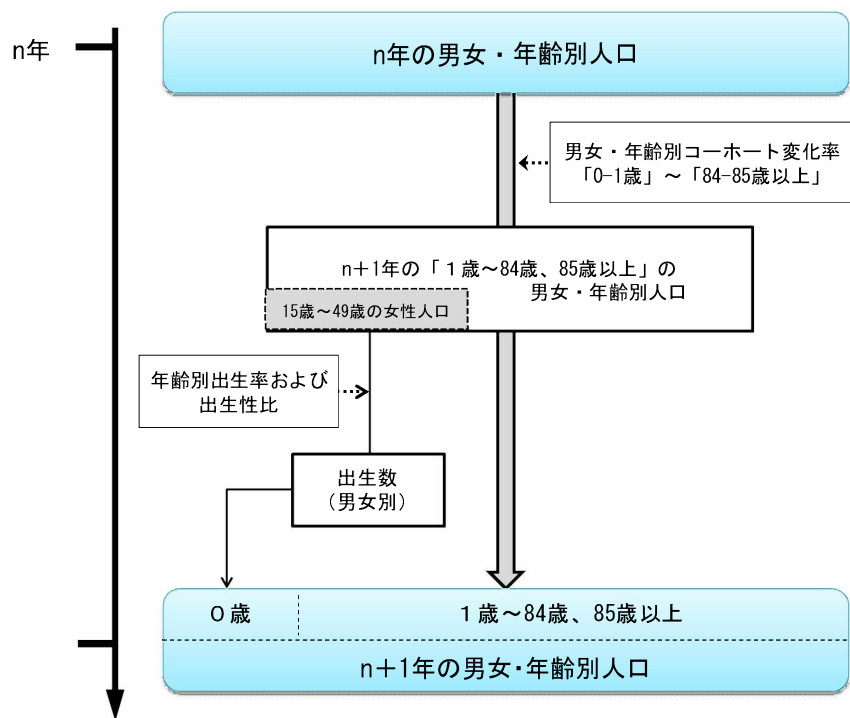 n年
n年の男女・年齢別人口
男女・年齢別コーホート変化率
「0-1歳」～「84-85歳以上」
n＋1年の「１歳～84歳、85歳以上」の
男女・年齢別人口
15歳～49歳の女性人口
年齢別出生率および
出生性比
出生数
（男女別）
０歳
１歳～84歳、85歳以上
n＋1年の男女・年齢別人口